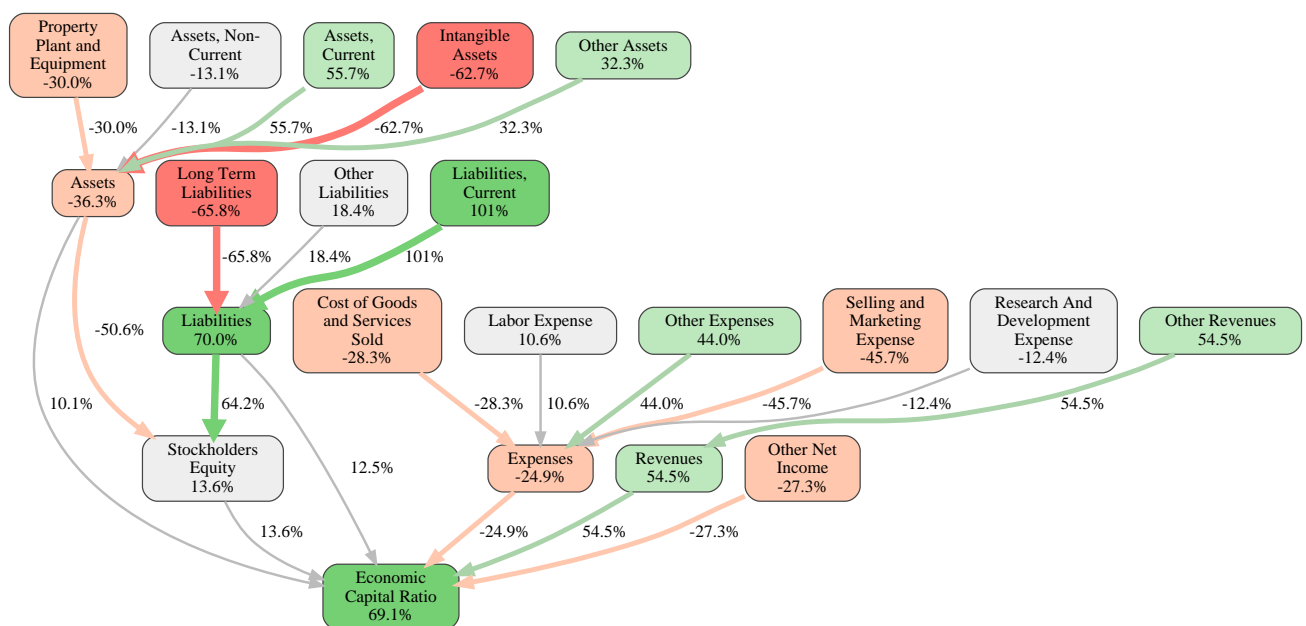 Property
Plant and
Equipment
-30.0%
Assets, Non-
Current
-13.1%
Assets,
Current
55.7%
Intangible
Assets
-62.7%
Other Assets
32.3%
-30.0%
-13.1%
55.7%
-62.7%
32.3%
Assets
-36.3%
Long Term
Liabilities
-65.8%
Other
Liabilities
18.4%
Liabilities,
Current
101%
-65.8%
18.4%
101%
-50.6%
Liabilities
70.0%
Cost of Goods
and Services
Sold
-28.3%
Labor Expense
10.6%
Other Expenses
44.0%
Selling and
Marketing
Expense
-45.7%
Research And
Development
Expense
-12.4%
Other Revenues
54.5%
10.1%
64.2%
-28.3%
10.6%
44.0%
-45.7%
-12.4%
54.5%
Stockholders
Equity
13.6%
12.5%
Expenses
-24.9%
Revenues
54.5%
Other Net
Income
-27.3%
13.6%
-24.9%
54.5%
-27.3%
Economic
Capital Ratio
69.1%